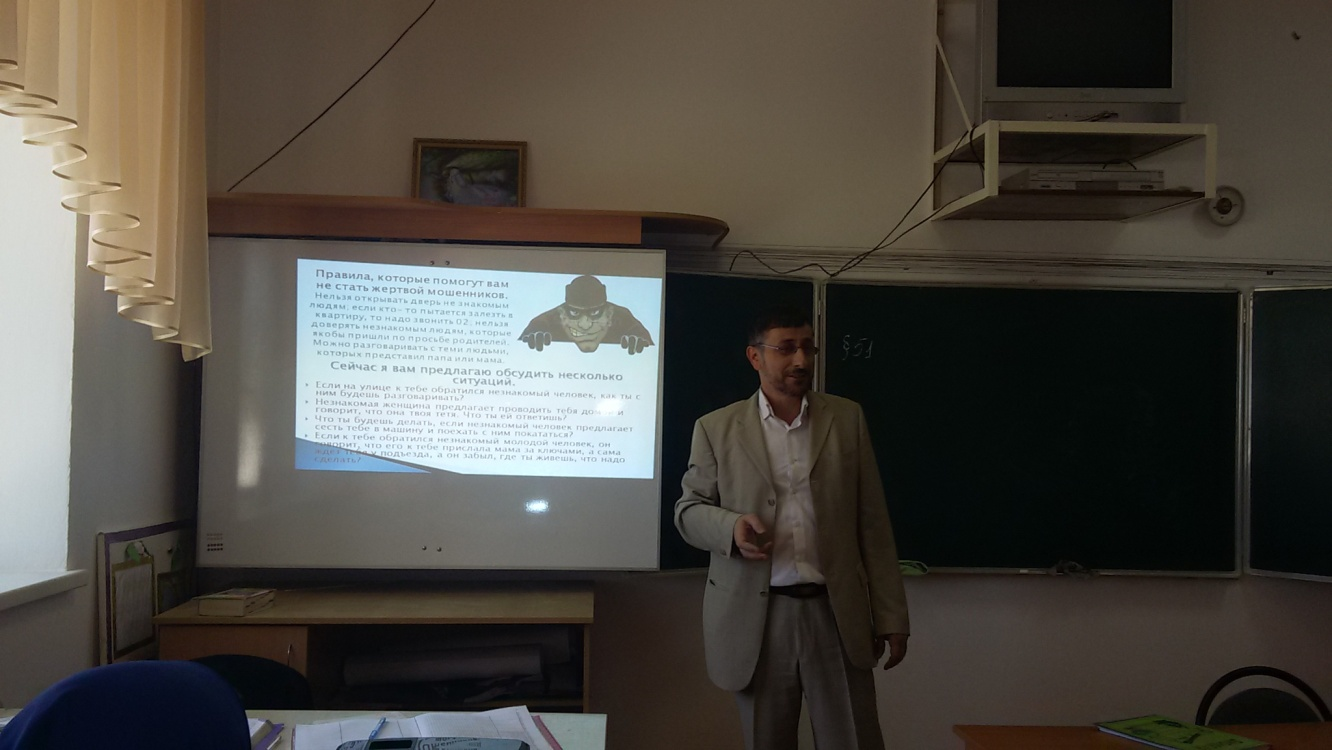 Правила, которые помогут вам
не стать жертвой мошенников.
Нельзя открывать дверь не знакомым
людям. если кто- то пытается залезть в
квартиру, то надо звонить 02. нельзя
доверять незнакомым людям, которые
якобы пришли по просьбе родителей.
Можно разговаривать с теми людьми,
которых представил папа или мама.
Сейчас я вам предлагаю обсудить несколько
ситуаций.
Если на улице к тебе обратился незнакомый человек, как ты с
ним будешь разговаривать?
Незнакомая женщина предлагает проводить тебя и
говорит, что она твоя тетя. Что ты ей ответишь?
Что ты будешь делать, если незнакомый человек предлагает
сесть тебе в машину и поехать с ним покататься?
Если к тебе обратился незнакомый молодой человек, он
говорит, что его к тебе прислала мама за ключами, а сама
ждет тебя у подъезда, а он забыл, где ты живешь, что надо
сделать?